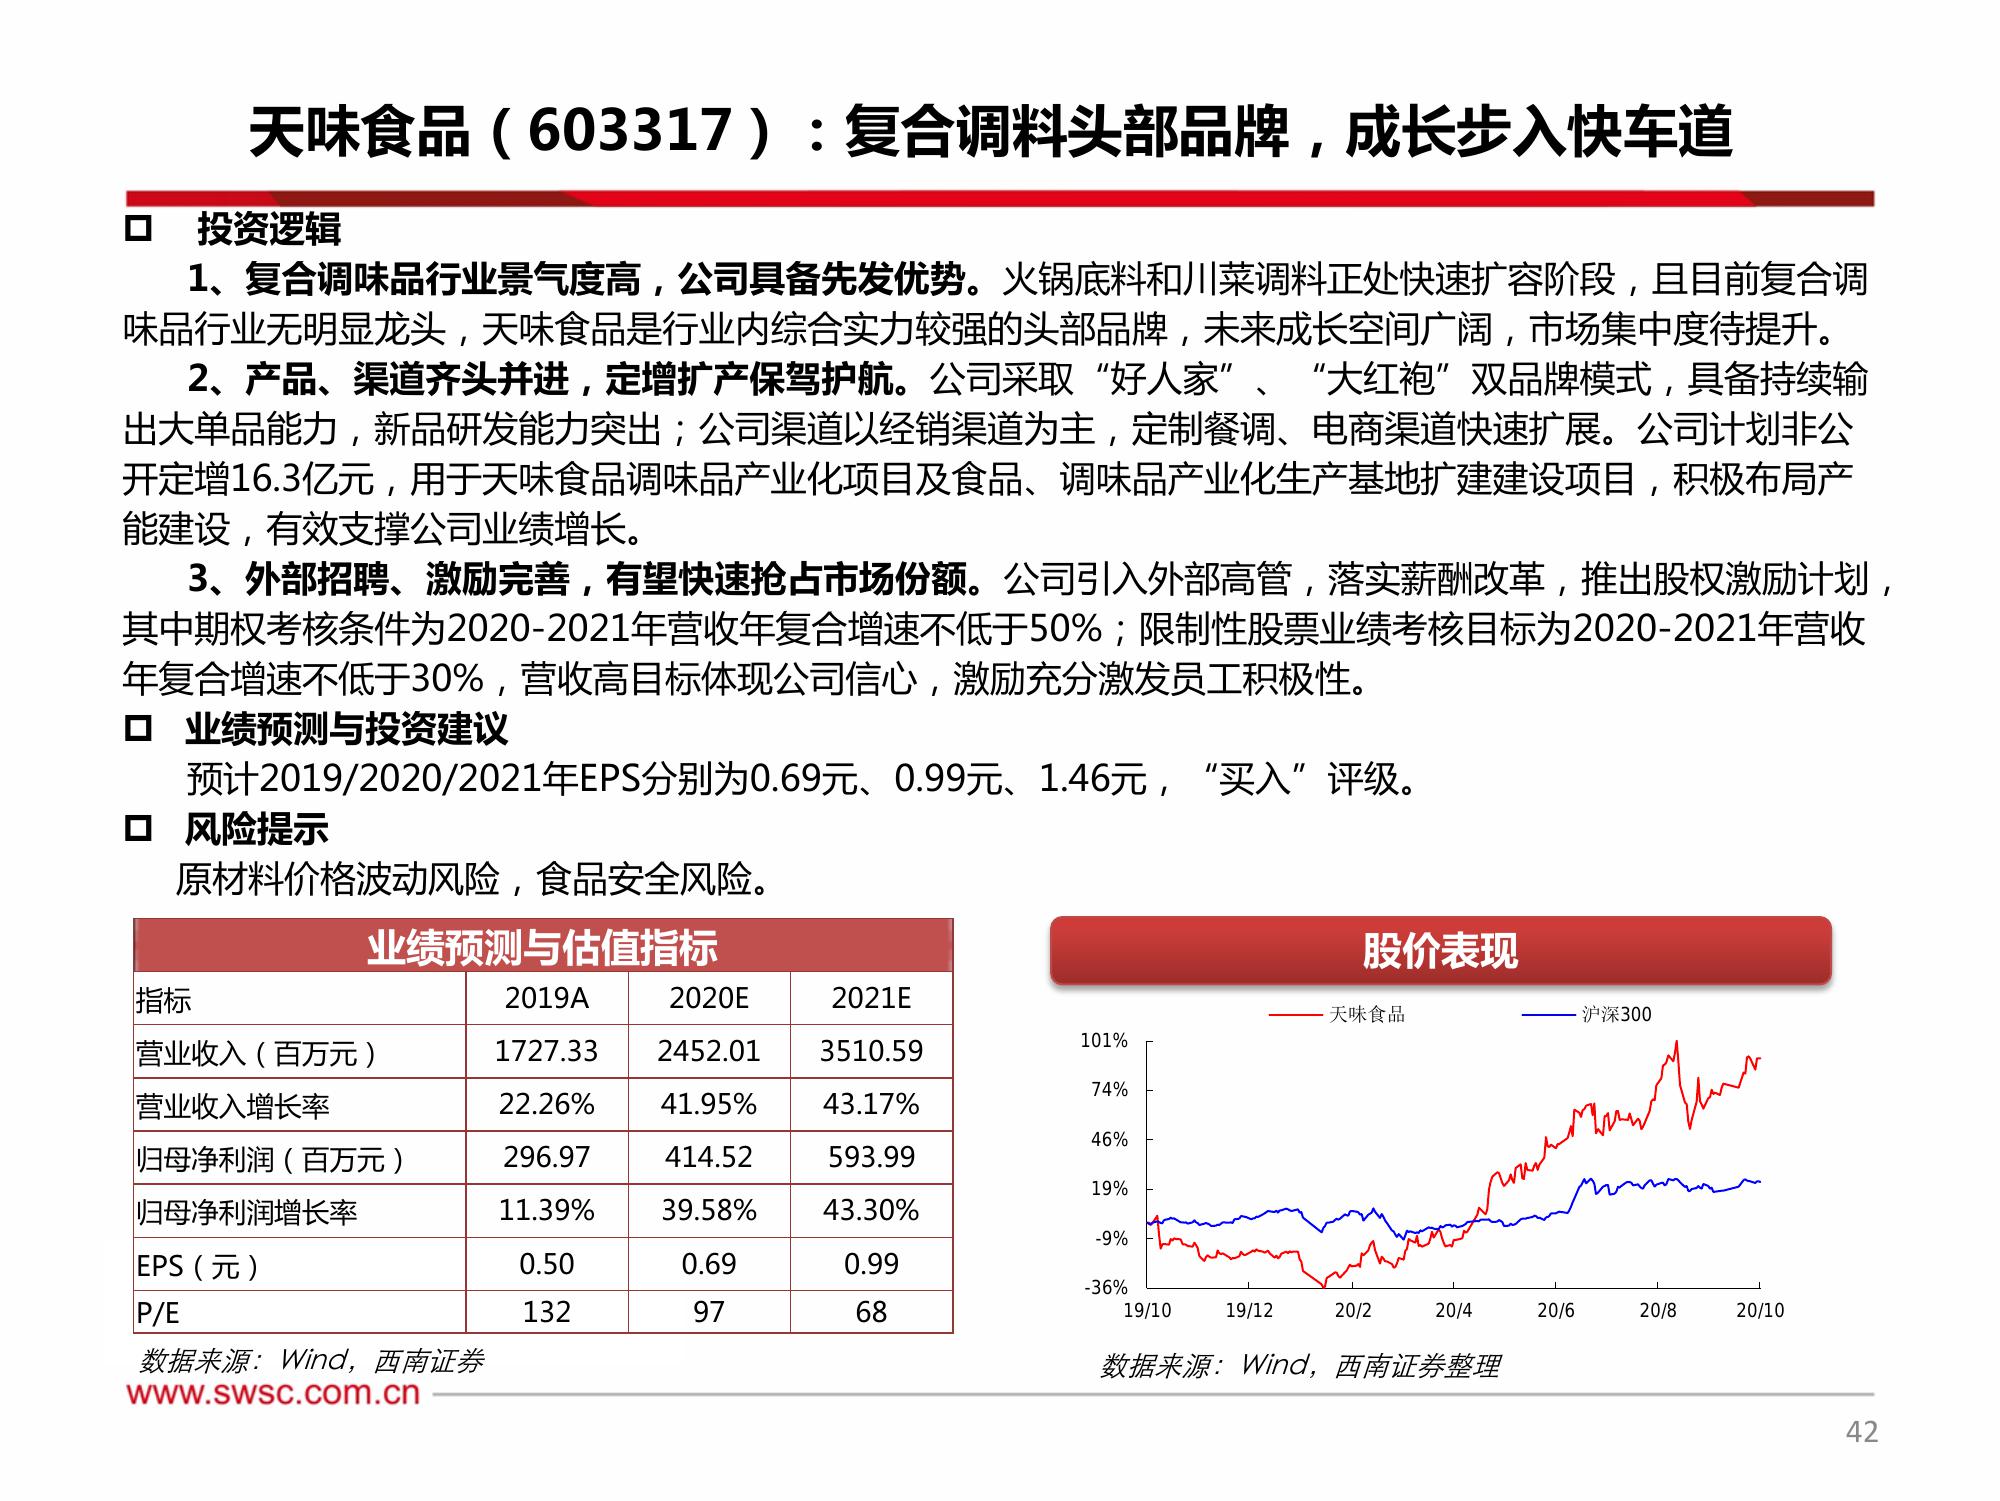 天味食品（603317）：复合调料头部品牌，成长步入快车道
投资逻辑
1、复合调味品行业景气度高，公司具备先发优势。火锅底料和川菜调料正处快速扩容阶段，且目前复合调
味品行业无明显龙头，天味食品是行业内综合实力较强的头部品牌，未来成长空间广阔，市场集中度待提升。
2、产品、渠道齐头并进，定增扩产保驾护航。公司采取“好人家”、“大红袍”双品牌模式，具备持续输
出大单品能力，新品研发能力突出；公司渠道以经销渠道为主，定制餐调、电商渠道快速扩展。公司计划非公
开定增16.3亿元，用于天味食品调味品产业化项目及食品、调味品产业化生产基地扩建建设项目，积极布局产
能建设，有效支撑公司业绩增长。
3、外部招聘、激励完善，有望快速抢占市场份额。公司引入外部高管，落实薪酬改革，推出股权激励计划，
其中期权考核条件为2020-2021年营收年复合增速不低于50%；限制性股票业绩考核目标为2020-2021年营收
年复合增速不低于30%，营收高目标体现公司信心，激励充分激发员工积极性。
业绩预测与投资建议
预计2019/2020/2021年EPS分别为0.69元、0.99元、1.46元，“买入”评级。
风险提示
原材料价格波动风险，食品安全风险。
业绩预测与估值指标
指标 2019A 2020E 2021E
营业收入（百万元） 1727.33 2452.01 3510.59
营业收入增长率 22.26% 41.95% 43.17%
归母净利润（百万元） 296.97 414.52 593.99
归母净利润增长率 11.39% 39.58% 43.30%
EPS（元） 0.50 0.69 0.99
P/E 132 97 68
数据来源：Wind，西南证券
股价表现
天味食品 沪深300
101%
74%
46%
19%
-9%
-36%
19/10 19/12 20/2 20/4 20/6 20/8 20/10
数据来源：Wind，西南证券整理
www.swsc.com.cn
42